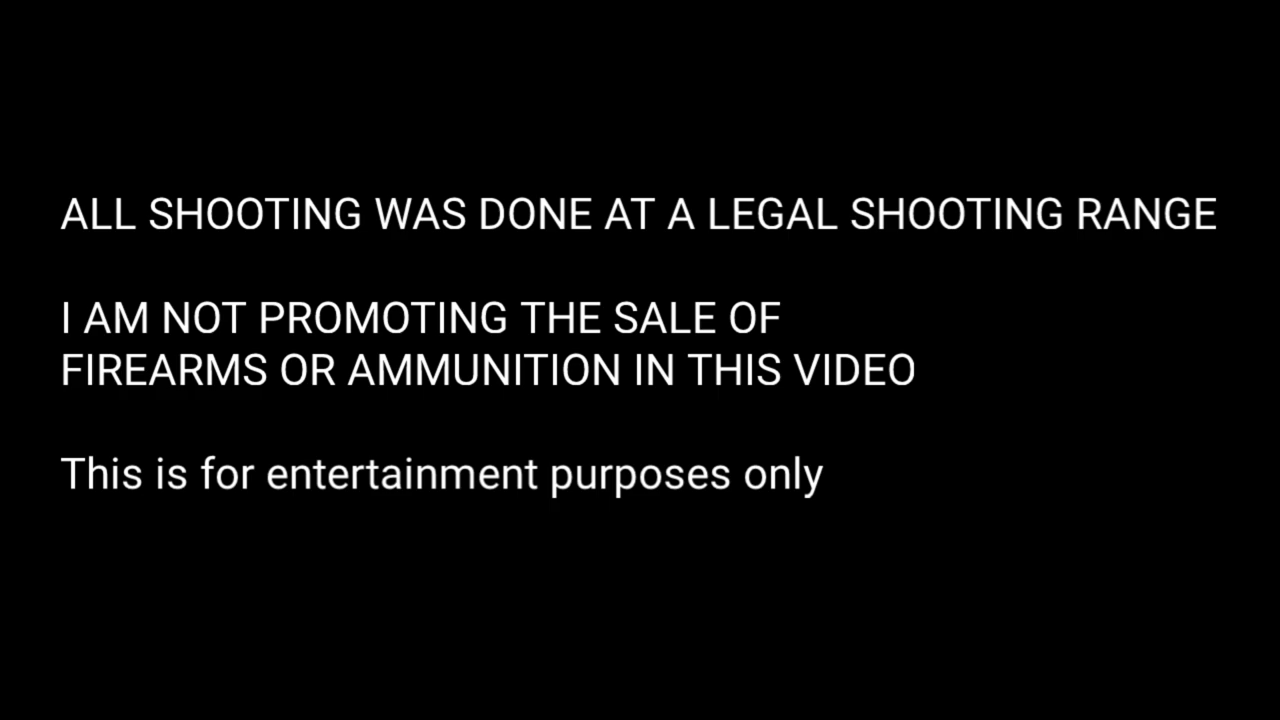 ALL SHOOTING WAS DONE AT A LEGAL SHOOTING RANGE
I AM NOT PROMOTING THE SALE OF
FIREARMS OR AMMUNITION IN THIS VIDEO
This is for entertainment purposes only